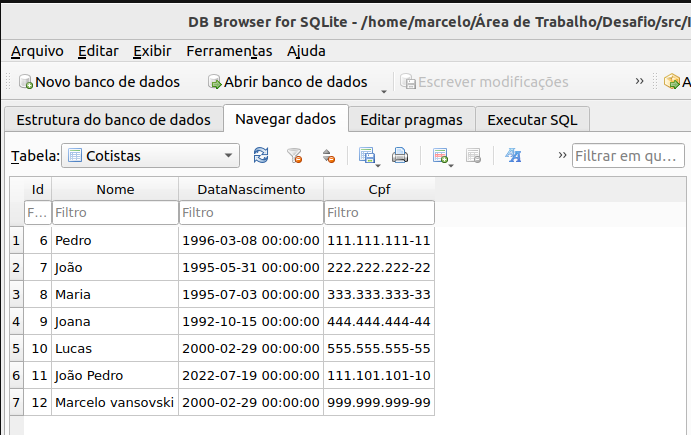 DB Browser for SQLite - /home/marcelo/Área de Trabalho/Desafio/src/I
Arquivo Editar Exibir Ferramentas Ajuda
Novo banco de dados Abrir banco de dados Escrever modificações » A
Estrutura do banco de dados Navegar dados Editar pragmas Executar SQL
Tabela: Cotistas » Filtrar em qu...
Id Nome DataNascimento Cpf
F... Filtro Filtro Filtro
1 6 Pedro 1996-03-08 00:00:00 111.111.111-11
2 7 João 1995-05-31 00:00:00 222.222.222-22
3 8 Maria 1995-07-03 00:00:00 333.333.333-33
4 9 Joana 1992-10-15 00:00:00 444.444.444-44
5 10 Lucas 2000-02-29 00:00:00 555.555.555-55
6 11 João Pedro 2022-07-19 00:00:00 111.101.101-10
7 12 Marcelo vansovski 2000-02-29 00:00:00 999.999.999-99